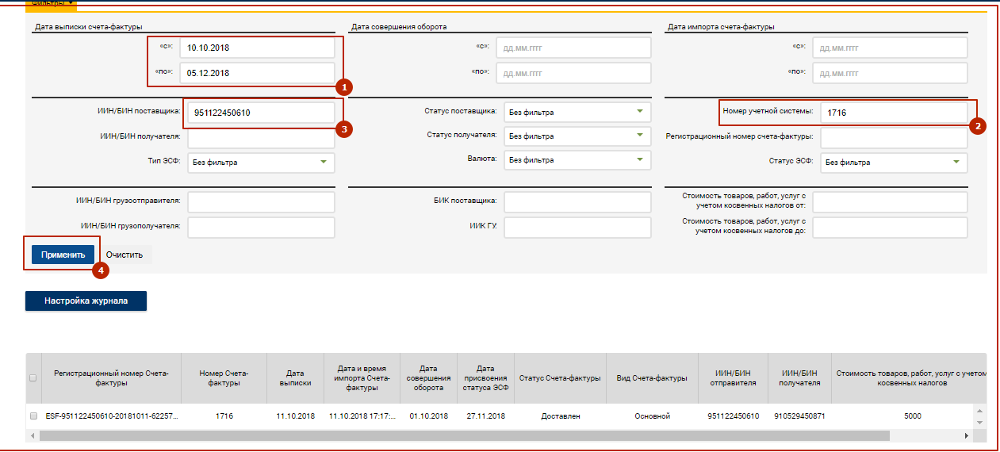 Фильтры
Дата выписки счета-фактуры
Дата совершения оборота
Дата импорта счета-фактуры
«с»: 10.10.2018
«с»: дд.мм.гггг
«с»: дд.мм.гггг
«по»: 05.12.2018
«по»: дд.мм.гггг
«по»: дд.мм.гггг
1
ИИН/БИН поставщика: 951122450610
Статус поставщика: Без фильтра
Номер учетной системы: 1716
3
2
ИИН/БИН получателя:
Статус получателя: Без фильтра
Регистрационный номер счета-фактуры:
Тип ЭСФ: Без фильтра
Валюта: Без фильтра
Статус ЭСФ: Без фильтра
ИИН/БИН грузоотправителя:
БИК поставщика:
Стоимость товаров, работ, услуг с
учетом косвенных налогов от:
ИИН/БИН грузополучателя:
ИИК ГУ:
Стоимость товаров, работ, услуг с
учетом косвенных налогов до:
Применить
Очистить
4
Настройка журнала
Регистрационный номер Счета-
фактуры
Номер Счета-
фактуры
Дата
выписки
Дата и время
импорта Счета-
фактуры
Дата
совершения
оборота
Дата
присвоения
статуса ЭСФ
Статус Счета-фактуры
Вид Счета-фактуры
ИИН/БИН
отправителя
ИИН/БИН
получателя
Стоимость товаров, работ, услуг с учетом
косвенных налогов
ESF-951122450610-20181011-62257... 1716 11.10.2018 11.10.2018 17:17:... 01.10.2018 27.11.2018 Доставлен Основной 951122450610 910529450871 5000